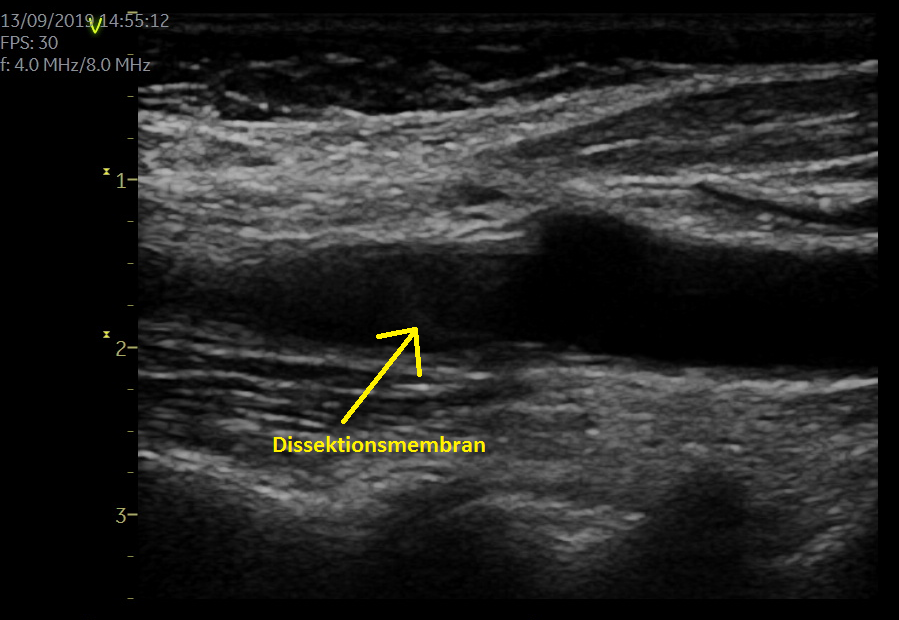 13/09/2019 14:55:12
V
FPS: 30
f: 4.0 MHz/8.0 MHz
1
2
Dissektionsmembran
3